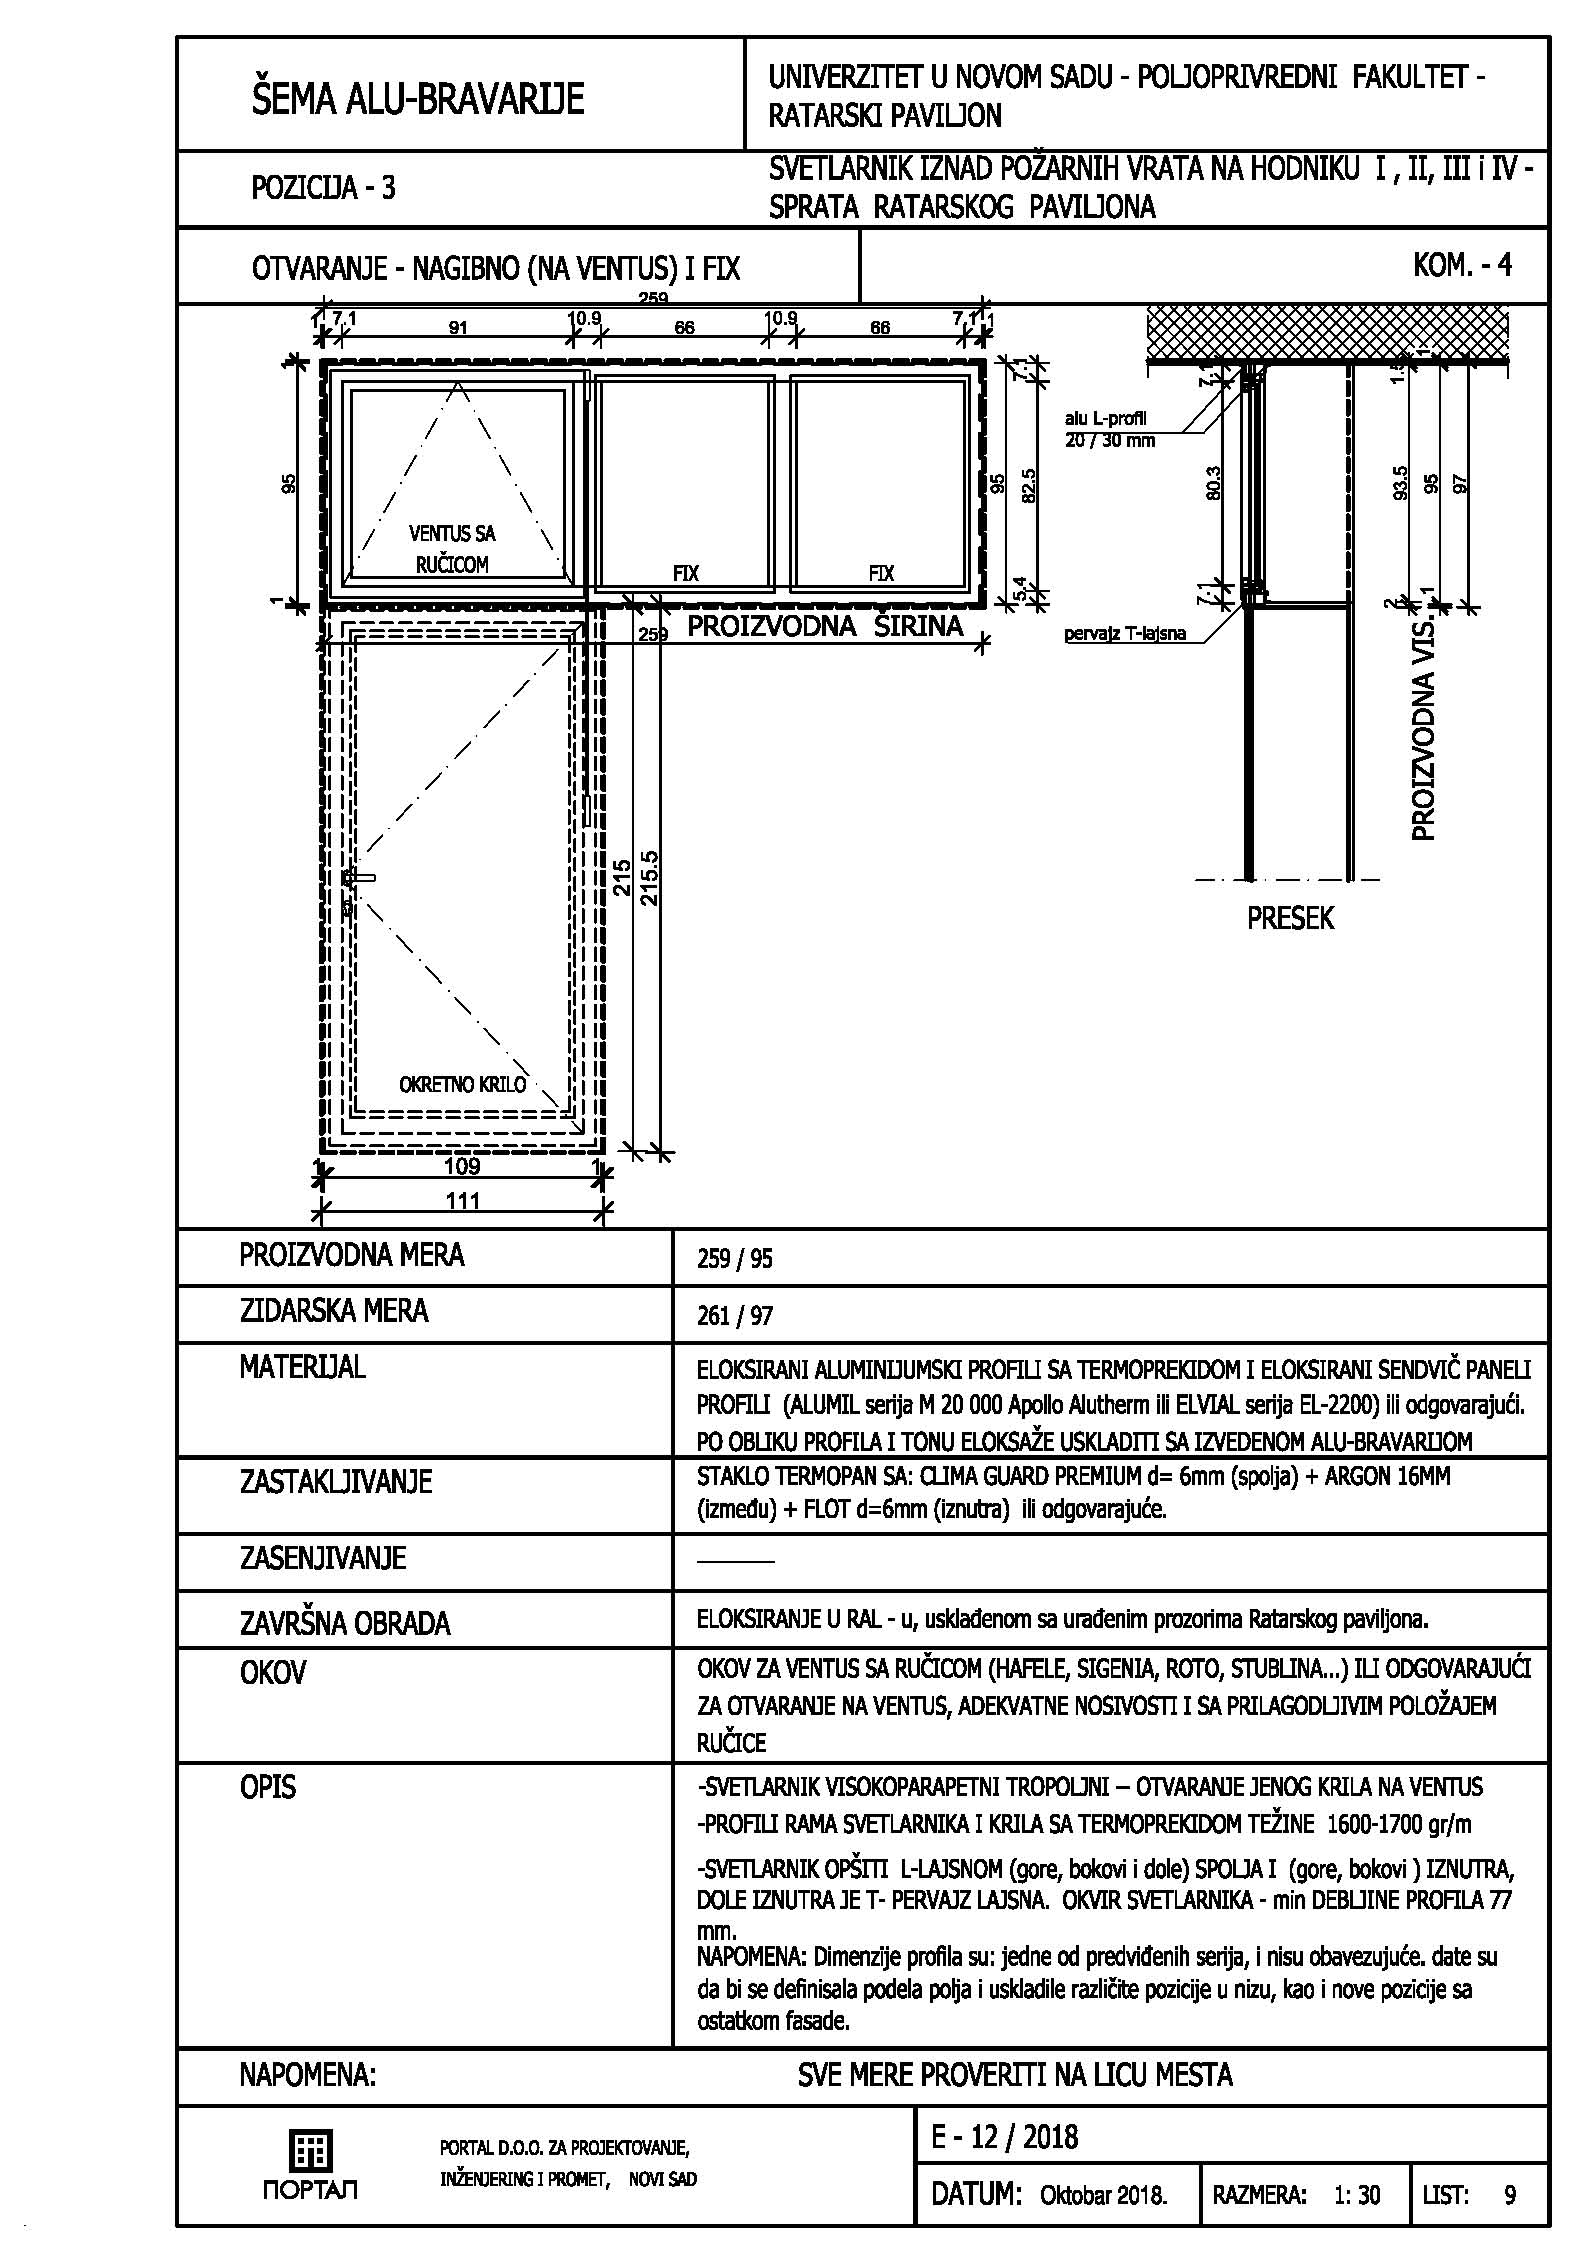 ŠEMA ALU-BRAVARIJE
UNIVERZITET U NOVOM SADU - POLJOPRIVREDNI FAKULTET -
RATARSKI PAVILJON
POZICIJA - 3
SVETLARNIK IZNAD POŽARNIH VRATA NA HODNIKU I , II, III i IV -
SPRATA RATARSKOG PAVILJONA
OTVARANJE - NAGIBNO (NA VENTUS) I FIX
KOM. - 4
259
1 7.1 91 10.9 66 10.9 66 7.1 1
1
95
1
VENTUS SA
RUČICOM
FIX
FIX
95
7.1
82.5
5.4
PROIZVODNA ŠIRINA
259
215
215.5
OKRETNO KRILO
1 109 1
111
alu L-profil
20 / 30 mm
pervajz T-lajsna
7.1
80.3
7.1
1.5
93.5
2
1
95
1
97
PROIZVODNA VIS.
PRESEK
PROIZVODNA MERA
259 / 95
ZIDARSKA MERA
261 / 97
MATERIJAL
ELOKSIRANI ALUMINIJUMSKI PROFILI SA TERMOPREKIDOM I ELOKSIRANI SENDVIČ PANELI
PROFILI (ALUMIL serija M 20 000 Apollo Alutherm ili ELVIAL serija EL-2200) ili odgovarajući.
PO OBLIKU PROFILA I TONU ELOKSAŽE USKLADITI SA IZVEDENOM ALU-BRAVARIJOM
ZASTAKLJIVANJE
STAKLO TERMOPAN SA: CLIMA GUARD PREMIUM d= 6mm (spolja) + ARGON 16MM
(između) + FLOT d=6mm (iznutra) ili odgovarajuće.
ZASENJIVANJE
ZAVRŠNA OBRADA
ELOKSIRANJE U RAL - u, usklađenom sa urađenim prozorima Ratarskog paviljona.
OKOV
OKOV ZA VENTUS SA RUČICOM (HAFELE, SIGENIA, ROTO, STUBLINA...) ILI ODGOVARAJUĆI
ZA OTVARANJE NA VENTUS, ADEKVATNE NOSIVOSTI I SA PRILAGODLJIVIM POLOŽAJEM
RUČICE
OPIS
-SVETLARNIK VISOKOPARAPETNI TROPOLJNI – OTVARANJE JENOG KRILA NA VENTUS
-PROFILI RAMA SVETLARNIKA I KRILA SA TERMOPREKIDOM TEŽINE 1600-1700 gr/m
-SVETLARNIK OPŠITI L-LAJSNOM (gore, bokovi i dole) SPOLJA I (gore, bokovi ) IZNUTRA,
DOLE IZNUTRA JE T- PERVAJZ LAJSNA. OKVIR SVETLARNIKA - min DEBLJINE PROFILA 77
mm.
NAPOMENA: Dimenzije profila su: jedne od predviđenih serija, i nisu obavezujuće. date su
da bi se definisala podela polja i uskladile različite pozicije u nizu, kao i nove pozicije sa
ostatkom fasade.
NAPOMENA:
SVE MERE PROVERITI NA LICU MESTA
ПОРТАЛ
PORTAL D.O.O. ZA PROJEKTOVANJE,
INŽENJERING I PROMET, NOVI SAD
E - 12 / 2018
DATUM: Oktobar 2018.
RAZMERA: 1: 30
LIST: 9